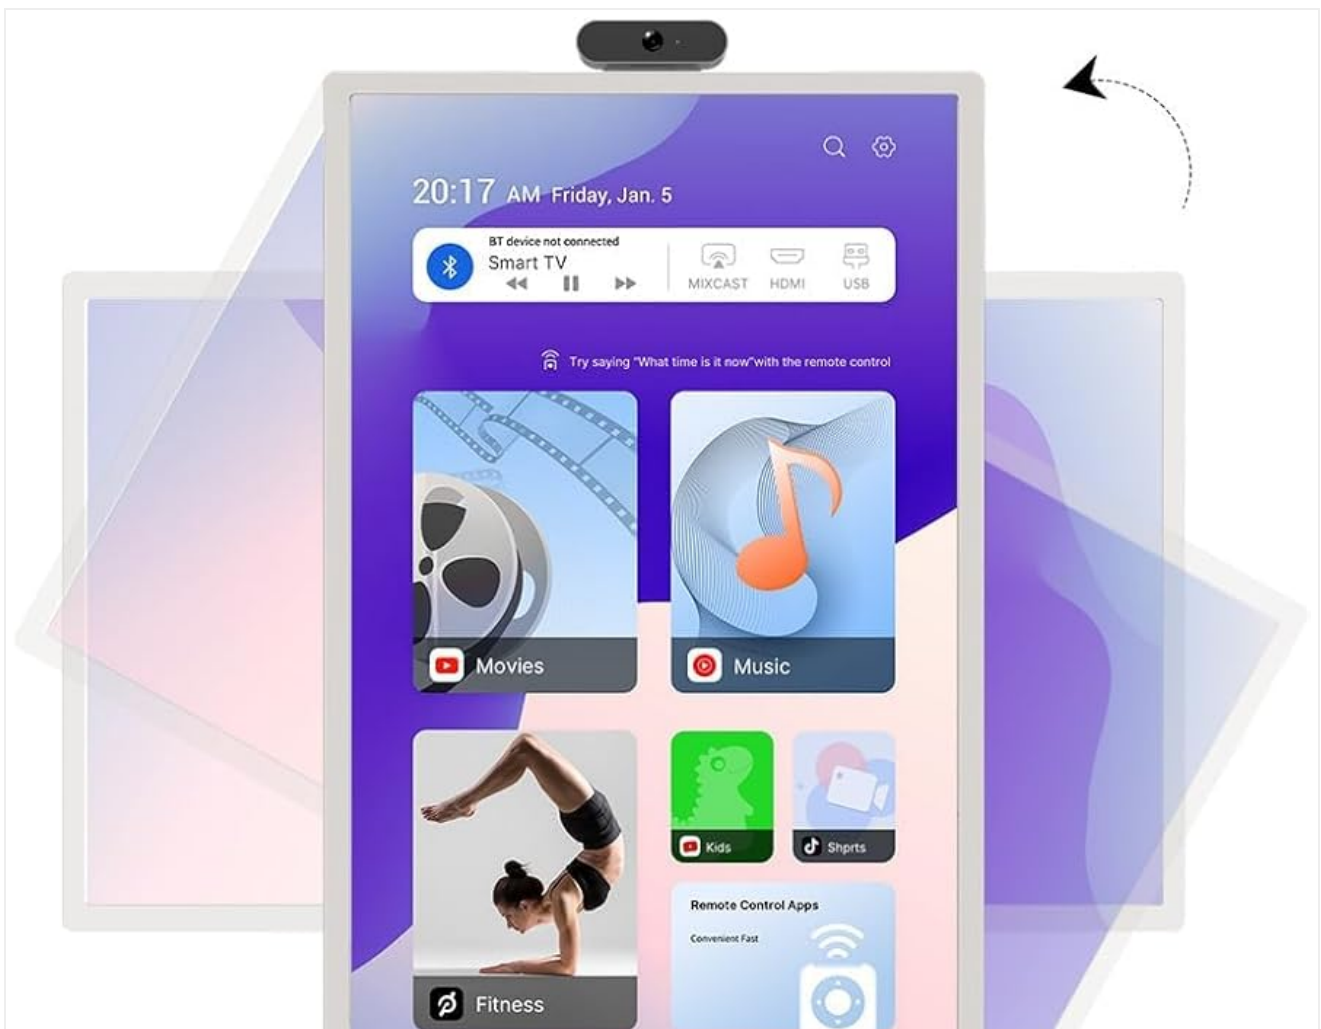 20:17 AM Friday, Jan. 5
BT device not connected
Smart TV
MIXCAST HDMI USB
Try saying "What time is it now"with the remote control
Movies
Music
Kids
Shprts
Remote Control Apps
Convenient Fast
Fitness